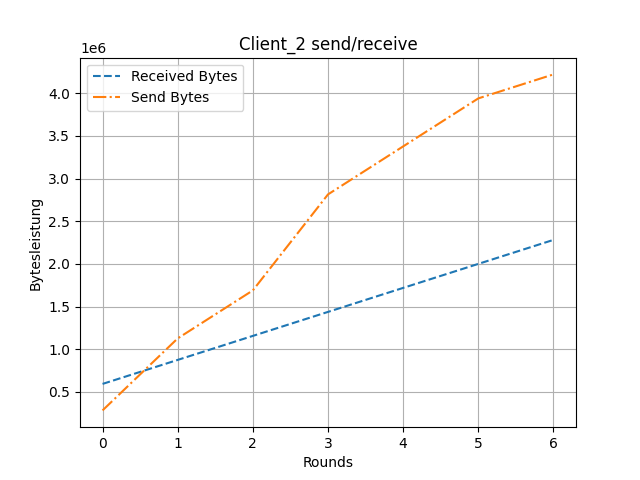 Client_2 send/receive
1e6
Received Bytes
Send Bytes
4.0
3.5
3.0
2.5
2.0
1.5
1.0
0.5
Bytesleistung
0 1 2 3 4 5 6
Rounds